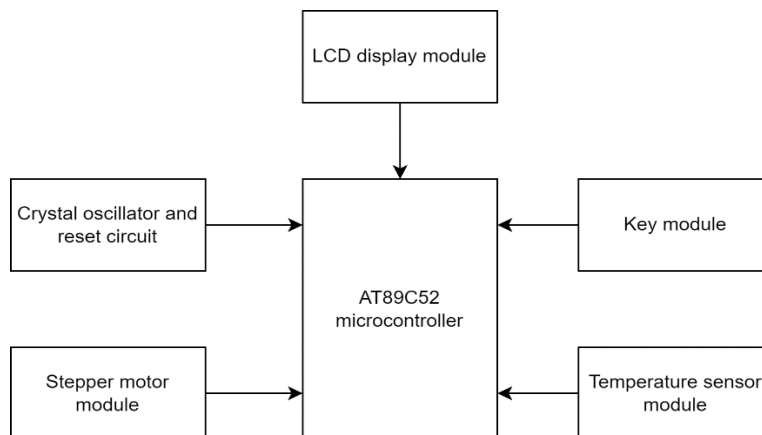 LCD display module
Crystal oscillator and
reset circuit
Key module
AT89C52
microcontroller
Stepper motor
module
Temperature sensor
module